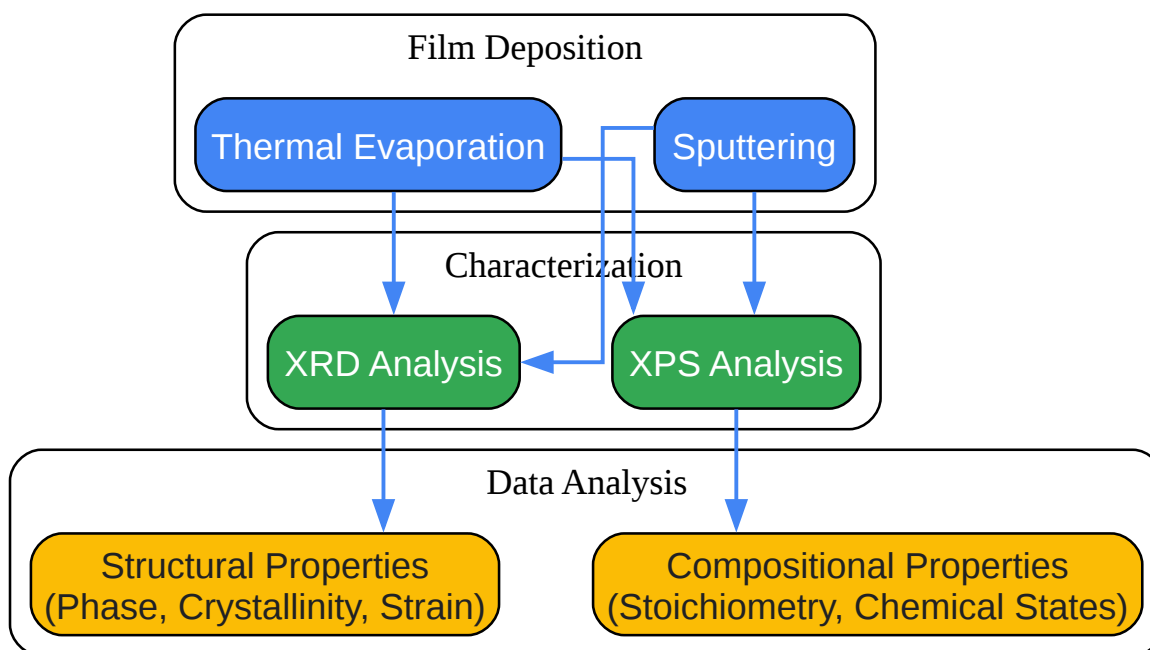 Film Deposition
Thermal Evaporation
Sputtering
Characterization
XRD Analysis
XPS Analysis
Data Analysis
Structural Properties
(Phase, Crystallinity, Strain)
Compositional Properties
(Stoichiometry, Chemical States)